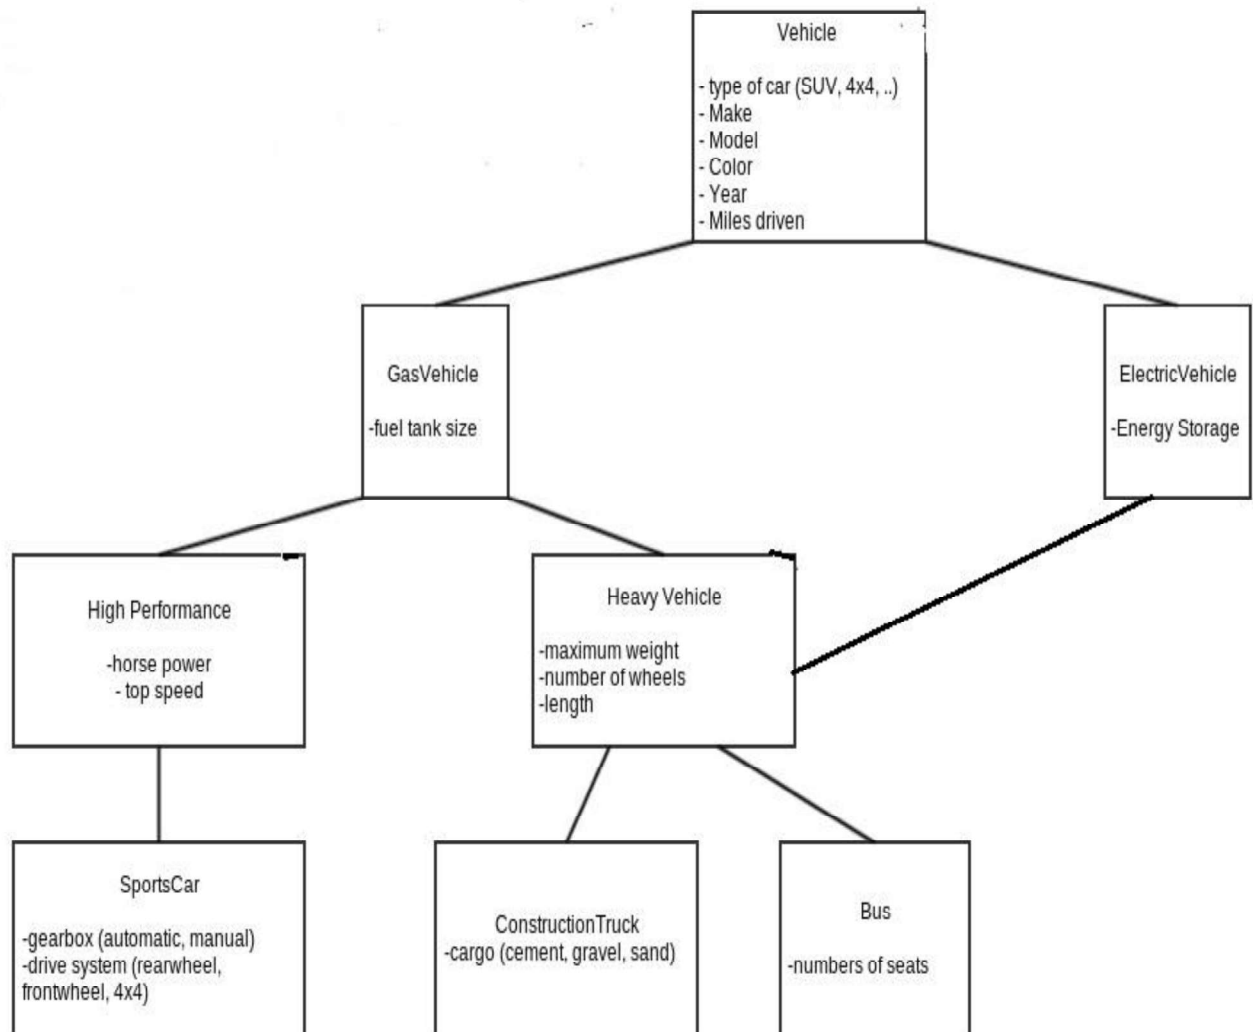 Vehicle
- type of car (SUV, 4x4, ..)
- Make
- Model
- Color
- Year
- Miles driven
GasVehicle
-fuel tank size
ElectricVehicle
-Energy Storage
High Performance
-horse power
- top speed
Heavy Vehicle
-maximum weight
-number of wheels
-length
SportsCar
-gearbox (automatic, manual)
-drive system (rearwheel,
frontwheel, 4x4)
ConstructionTruck
-cargo (cement, gravel, sand)
Bus
-numbers of seats